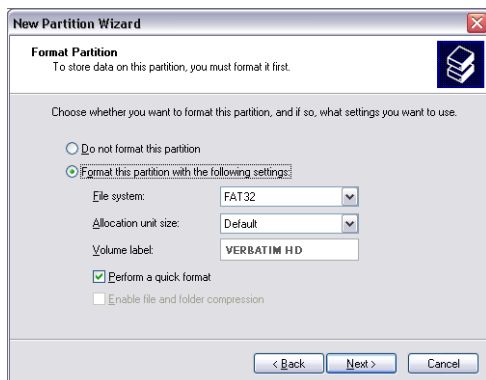 New Partition Wizard
Format Partition
To store data on this partition, you must format it first.
Choose whether you want to format this partition, and if so, what settings you want to use.
Do not format this partition
Format this partition with the following settings:
File system: FAT32
Allocation unit size: Default
Volume label: VERBATIM HD
Perform a quick format
Enable file and folder compression
< Back Next > Cancel